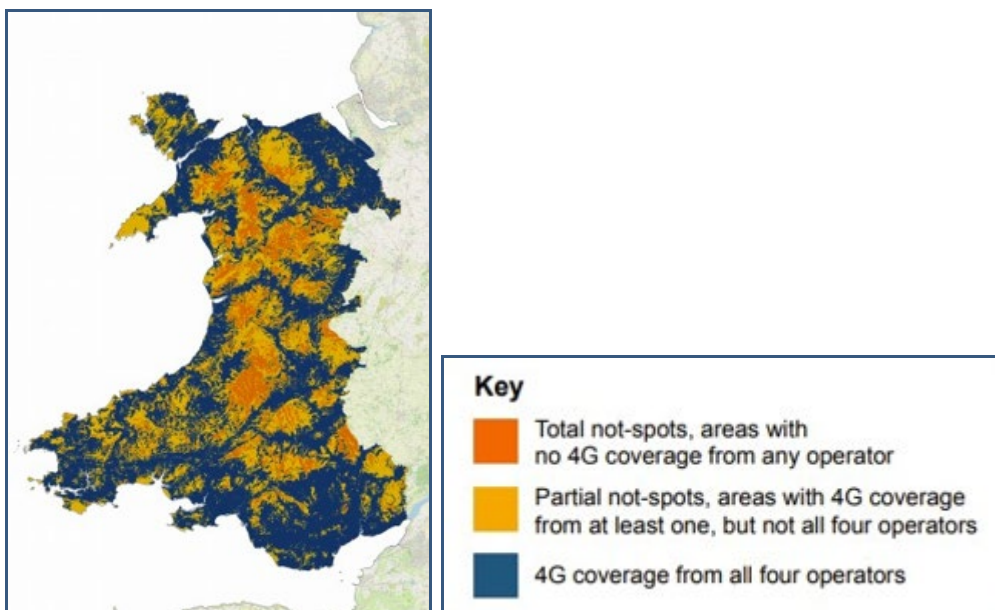 Key
Total not-spots, areas with
no 4G coverage from any operator
Partial not-spots, areas with 4G coverage
from at least one, but not all four operators
4G coverage from all four operators